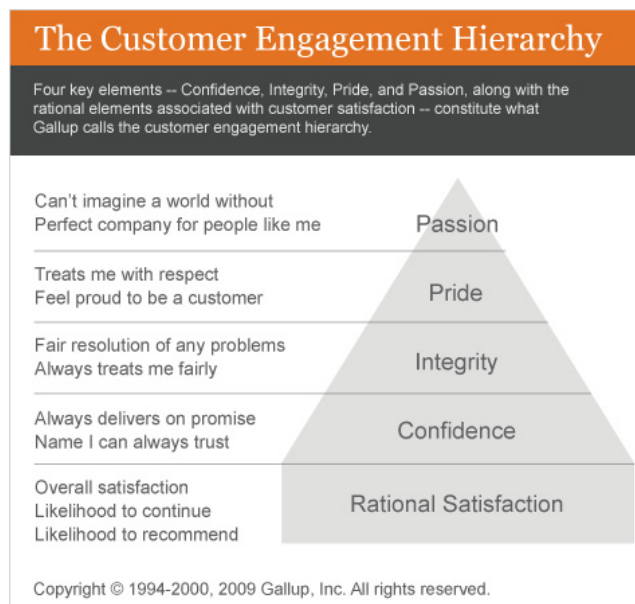 The Customer Engagement Hierarchy
Four key elements -- Confidence, Integrity, Pride, and Passion, along with the
rational elements associated with customer satisfaction -- constitute what
Gallup calls the customer engagement hierarchy.
Can't imagine a world without
Perfect company for people like me
Passion
Treats me with respect
Feel proud to be a customer
Pride
Fair resolution of any problems
Always treats me fairly
Integrity
Always delivers on promise
Name I can always trust
Confidence
Overall satisfaction
Likelihood to continue
Likelihood to recommend
Rational Satisfaction
Copyright © 1994-2000, 2009 Gallup, Inc. All rights reserved.